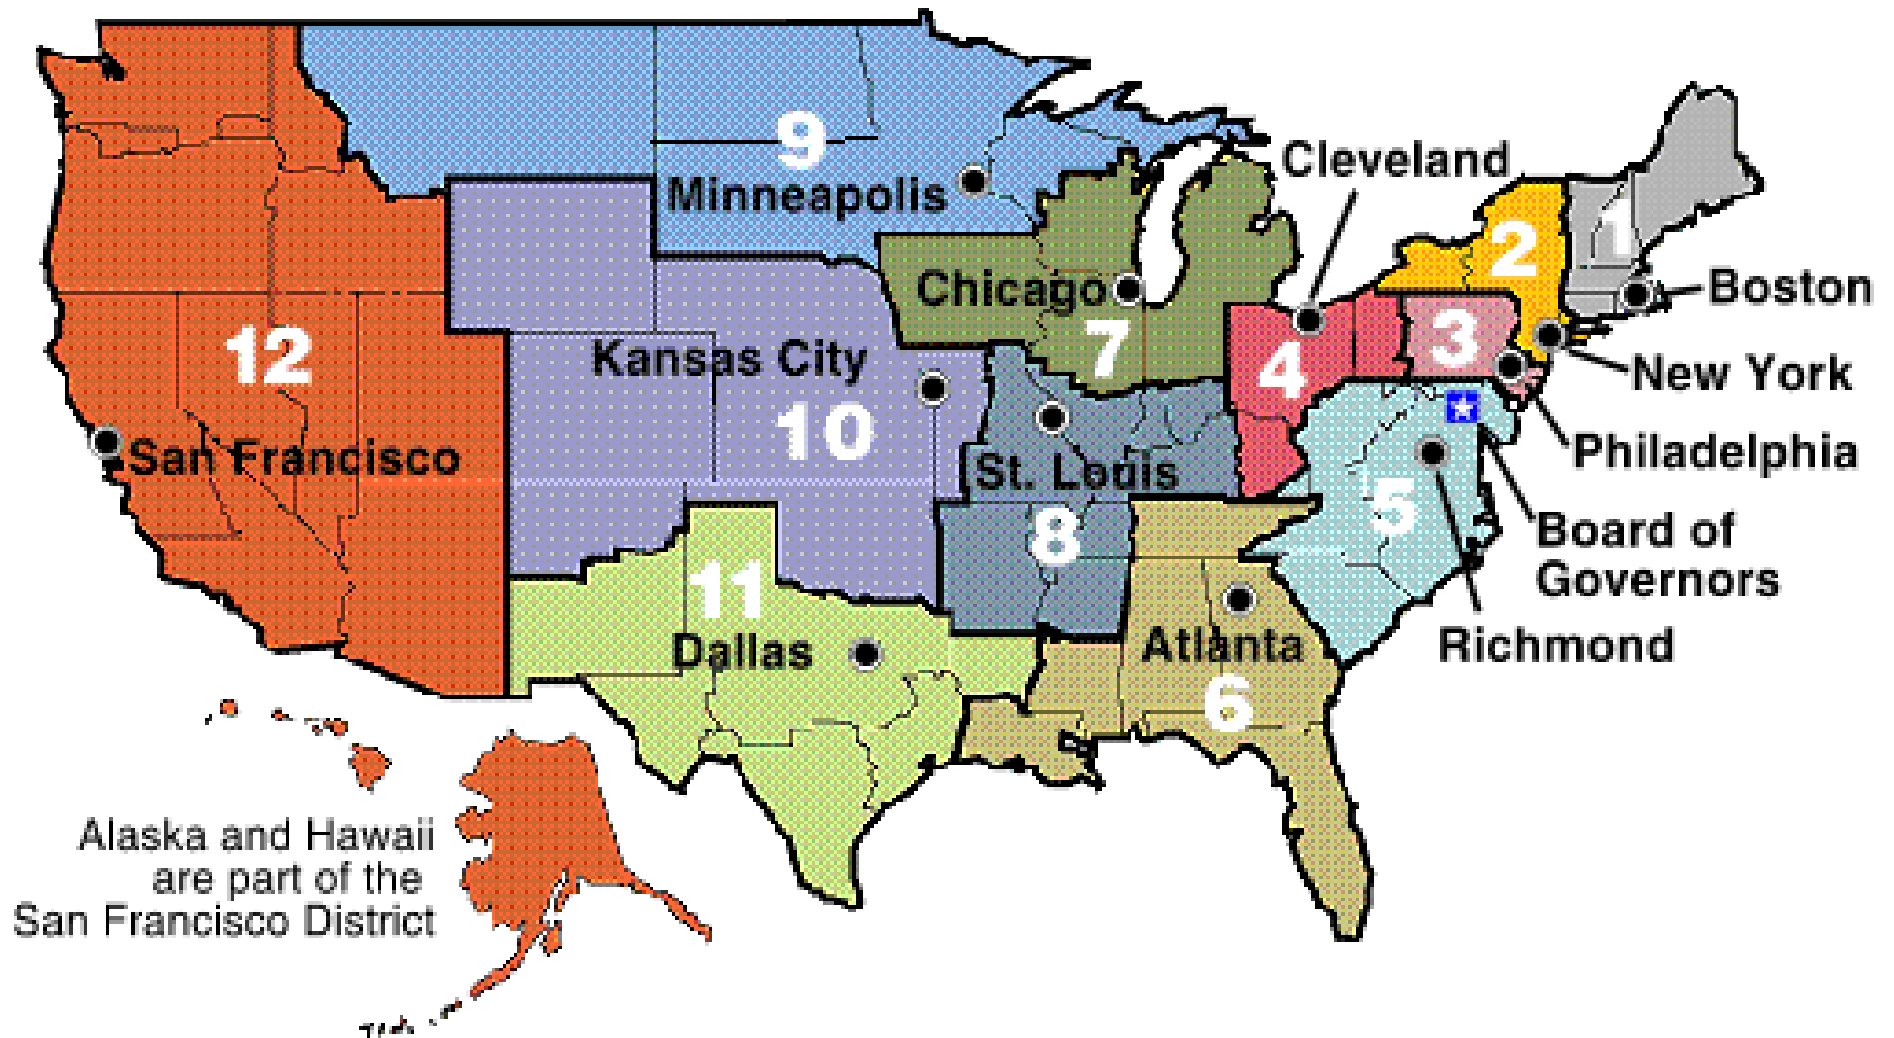 9
Minneapolis
Cleveland
1
2
Boston
Chicago
7
12
Kansas City
4
3
New York
10
San Francisco
St. Louis
Philadelphia
5
8
Board of
Governors
11
Dallas
Atlanta
Richmond
6
Alaska and Hawaii
are part of the
San Francisco District